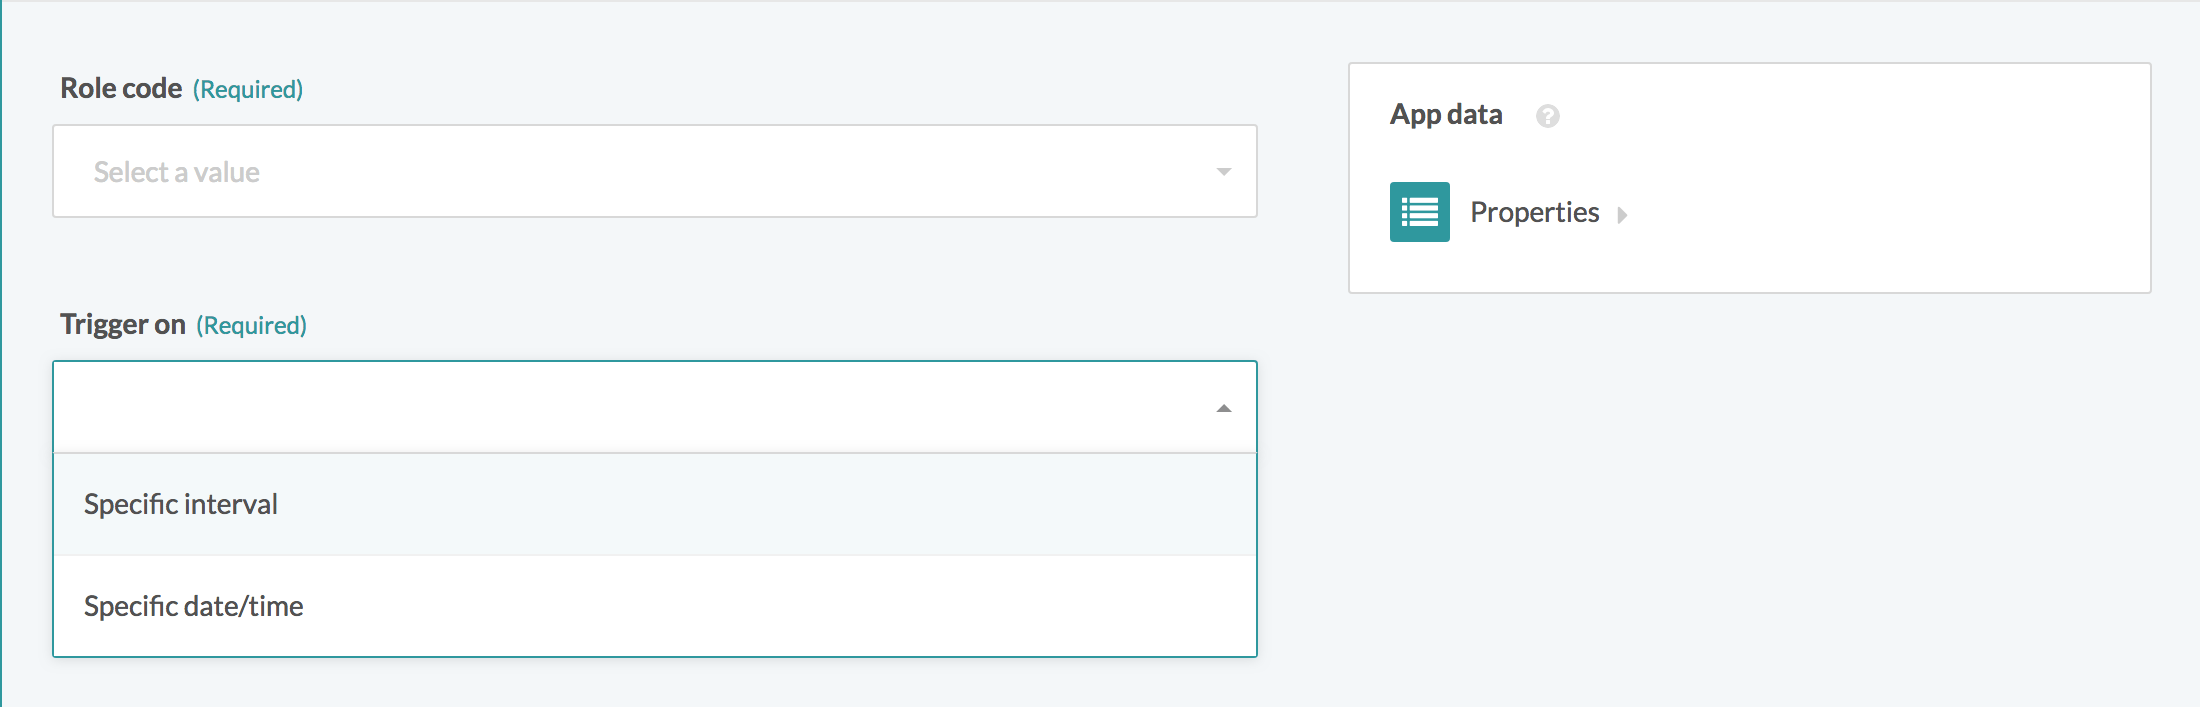 Role code (Required)
Select a value
Trigger on (Required)
Specific interval
Specific date/time
App data ?
Properties